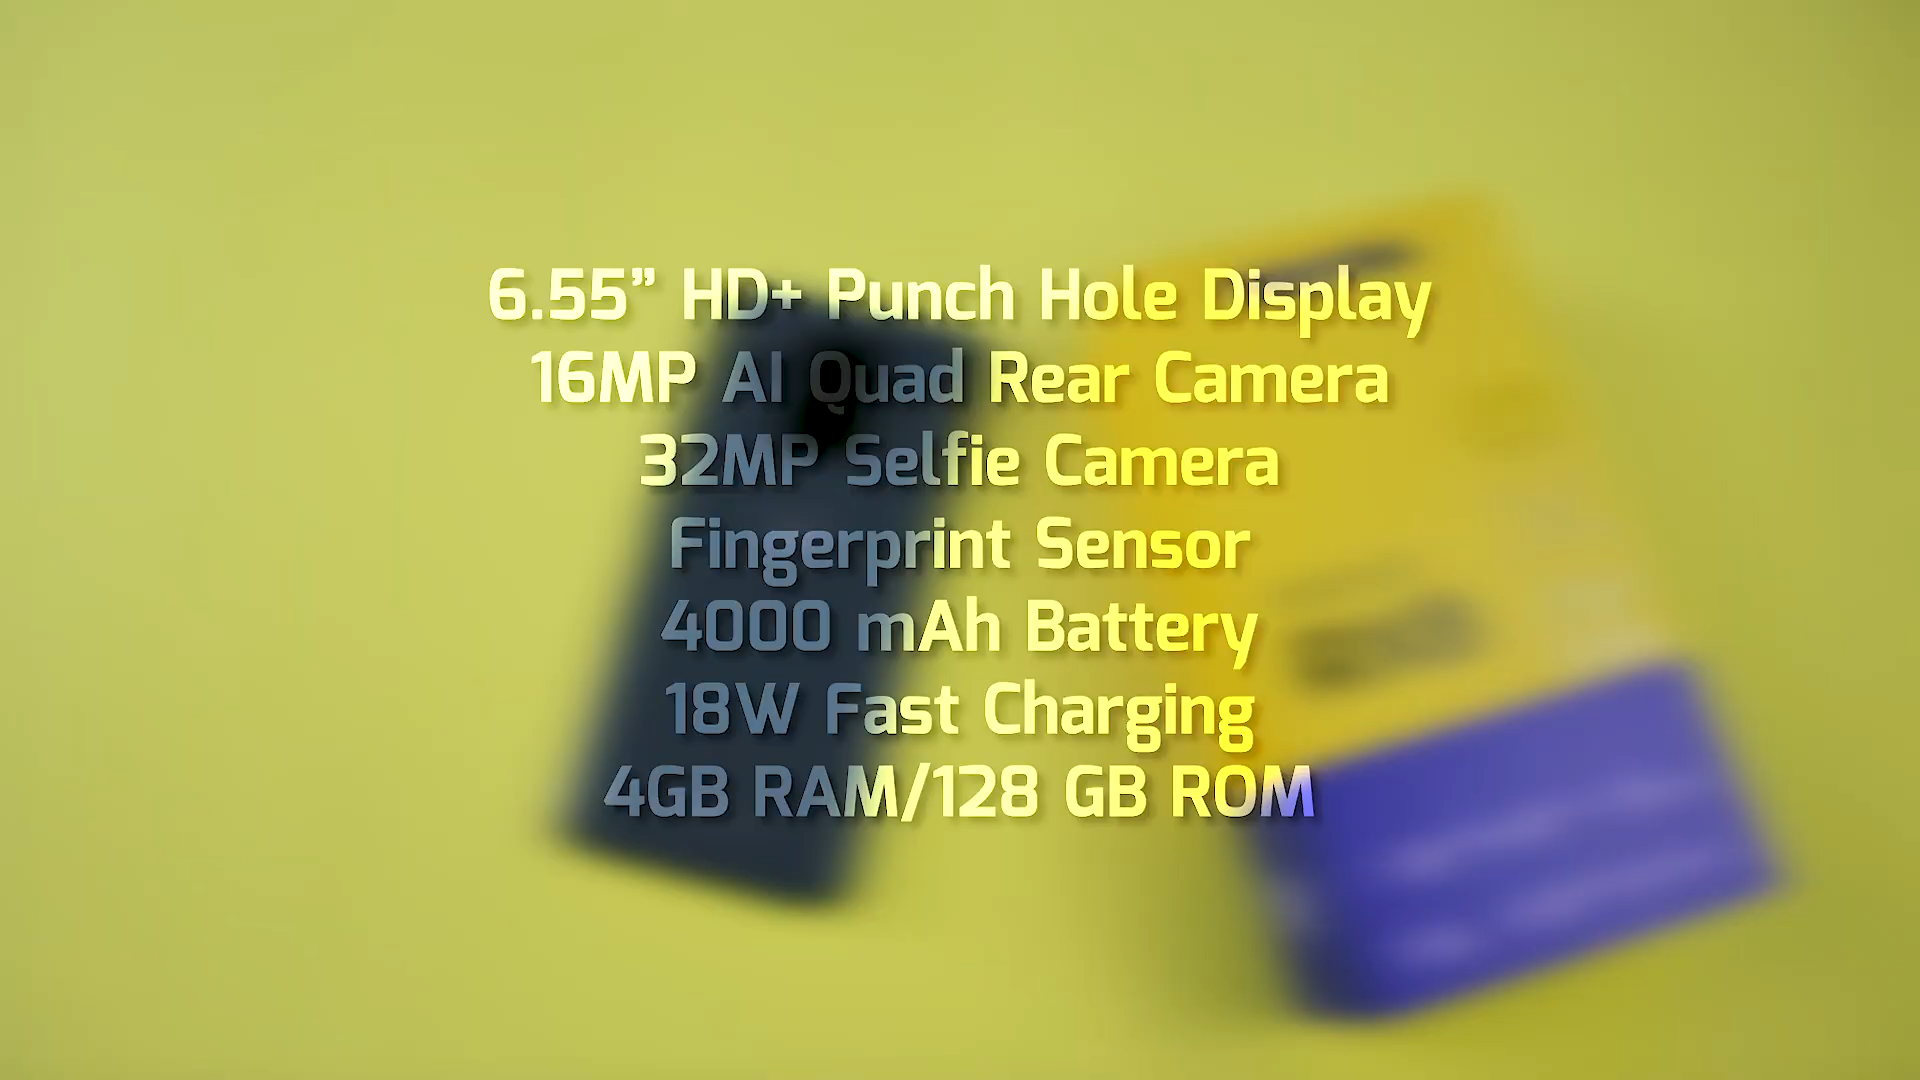 6.55” HD+ Punch Hole Display
16MP AI Quad Rear Camera
32MP Selfie Camera
Fingerprint Sensor
4000 mAh Battery
18W Fast Charging
4GB RAM/128 GB ROM